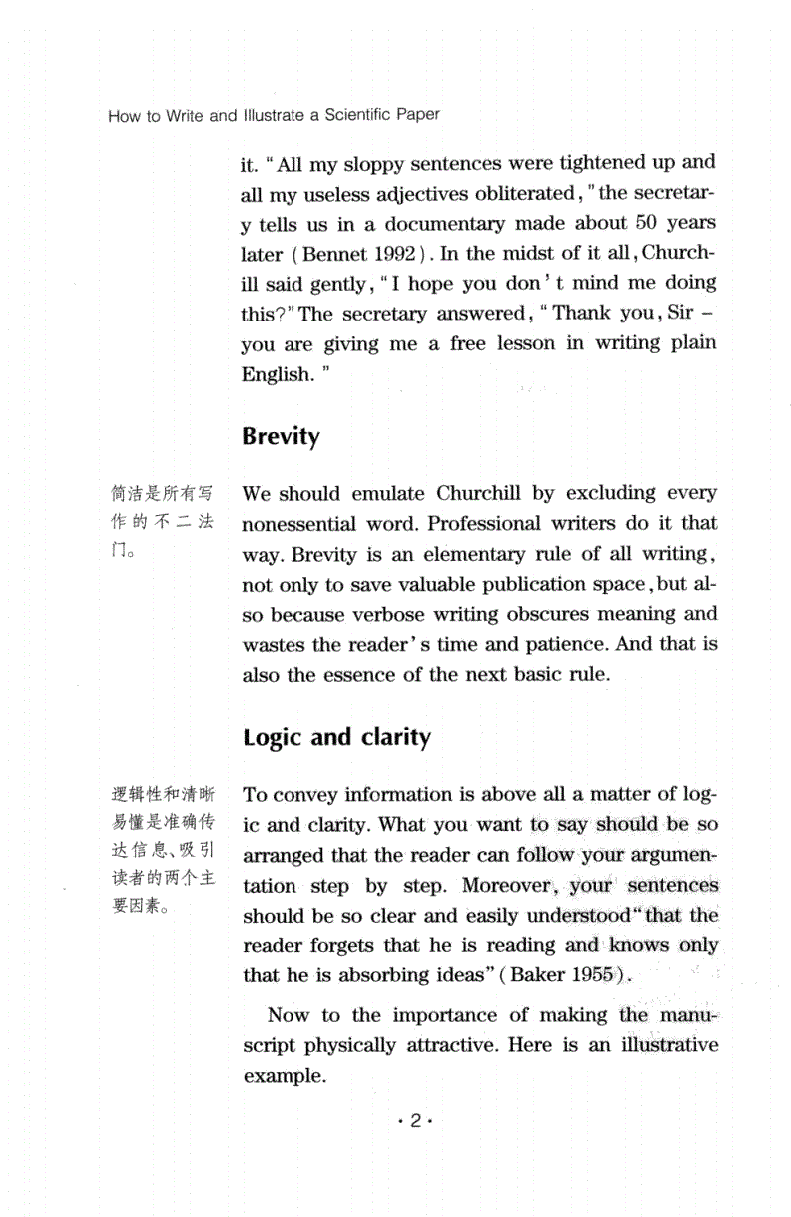 How to Write and Illustrate a Scientific Paper
it. “All my sloppy sentences were tightened up and
all my useless adjectives obliterated,”the secretar-
y tells us in a documentary made about 50 years
later (Bennet 1992). In the midst of it all,Church-
ill said gently,“I hope you don’t mind me doing
this?”The secretary answered,“Thank you,Sir –
you are giving me a free lesson in writing plain
English.”
Brevity
简洁是所有写
作的不二法
门。
We should emulate Churchill by excluding every
nonessential word. Professional writers do it that
way. Brevity is an elementary rule of all writing,
not only to save valuable publication space,but al-
so because verbose writing obscures meaning and
wastes the reader’s time and patience. And that is
also the essence of the next basic rule.
Logic and clarity
逻辑性和清晰
易懂是准确传
达信息、吸引
读者的两个主
要因素。
To convey information is above all a matter of log-
ic and clarity. What you want to say should be so
arranged that the reader can follow your argumen-
tation step by step. Moreover, your sentences
should be so clear and easily understood“that the
reader forgets that he is reading and knows only
that he is absorbing ideas”(Baker 1955).
Now to the importance of making the manu-
script physically attractive. Here is an illustrative
example.
·2·